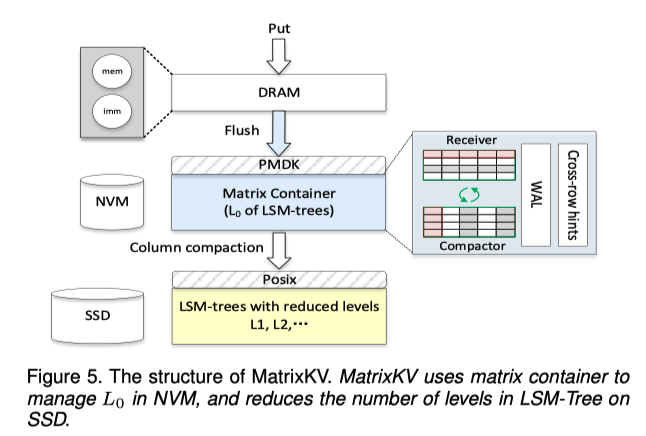 Put
mem
imm
DRAM
Flush
PMDK
NVM
Matrix Container
(L₀ of LSM-trees)
Receiver
Compactor
WAL
Cross-row hints
Column compaction
Posix
SSD
LSM-trees with reduced levels
L1, L2,···
Figure 5. The structure of MatrixKV. MatrixKV uses matrix container to
manage L₀ in NVM, and reduces the number of levels in LSM-Tree on
SSD.